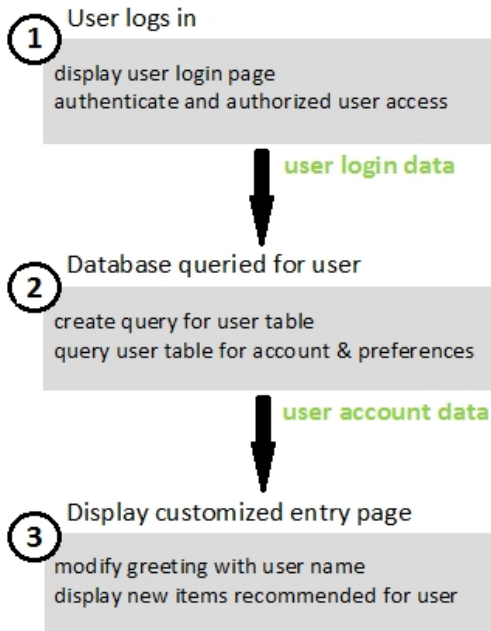 User logs in
1
display user login page
authenticate and authorized user access
user login data
Database queried for user
2
create query for user table
query user table for account & preferences
user account data
Display customized entry page
3
modify greeting with user name
display new items recommended for user